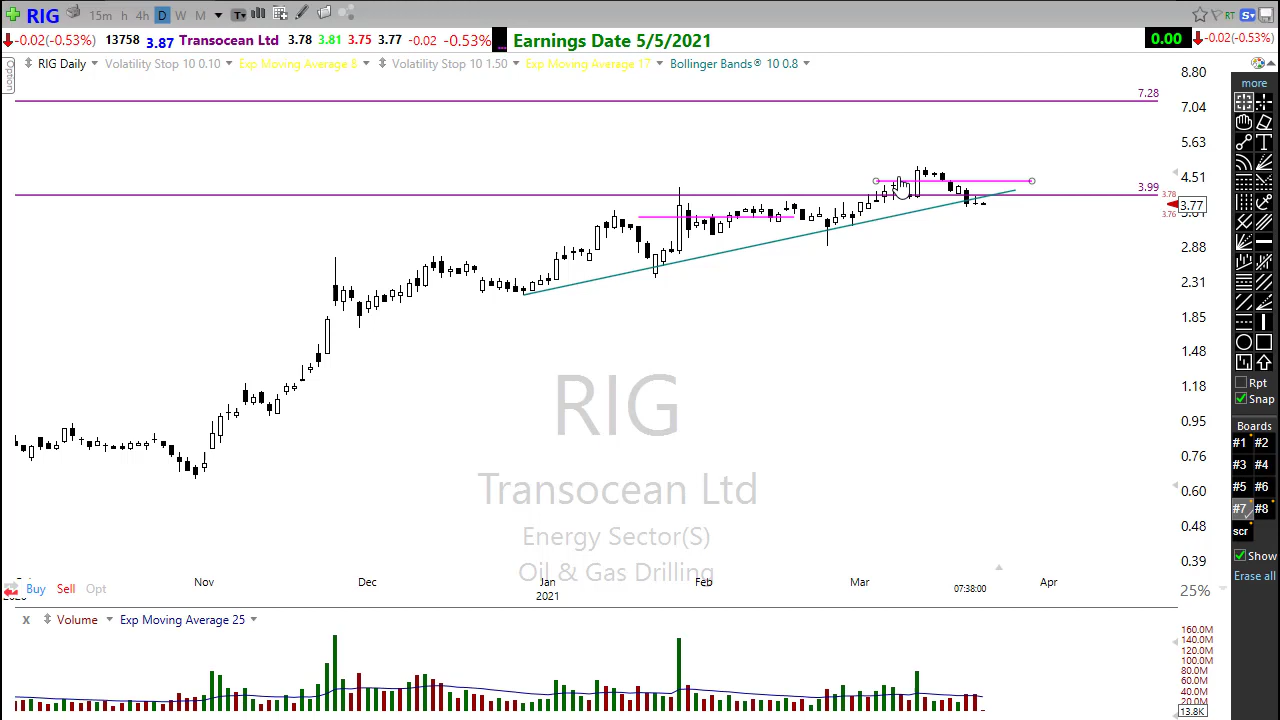 RIG 15m h 4h D W M T RT S
-0.02(-0.53%) 13758 3.87 Transocean Ltd 3.78 3.81 3.75 3.77 -0.02 -0.53% Earnings Date 5/5/2021 0.00 -0.02(-0.53%)
Option RIG Daily Volatility Stop 10 0.10 Exp Moving Average 8 Volatility Stop 10 1.50 Exp Moving Average 17 Bollinger Bands® 10 0.8
8.80
more
7.28
7.04
5.63
4.51
3.99
3.78
3.77
3.76
2.88
2.31
1.85
1.48
1.18
0.95
0.76
0.60
0.48
0.39
RIG
Transocean Ltd
Energy Sector(S)
Oil & Gas Drilling
Rpt
Snap
Boards
#1 #2
#3 #4
#5 #6
#7 #8
scr
Show
Erase all
Nov Dec Jan Feb Mar Apr
2021 07:38:00
Buy Sell Opt 25%
x Volume Exp Moving Average 25
160.0M
140.0M
120.0M
100.0M
80.0M
60.0M
40.0M
13.8K